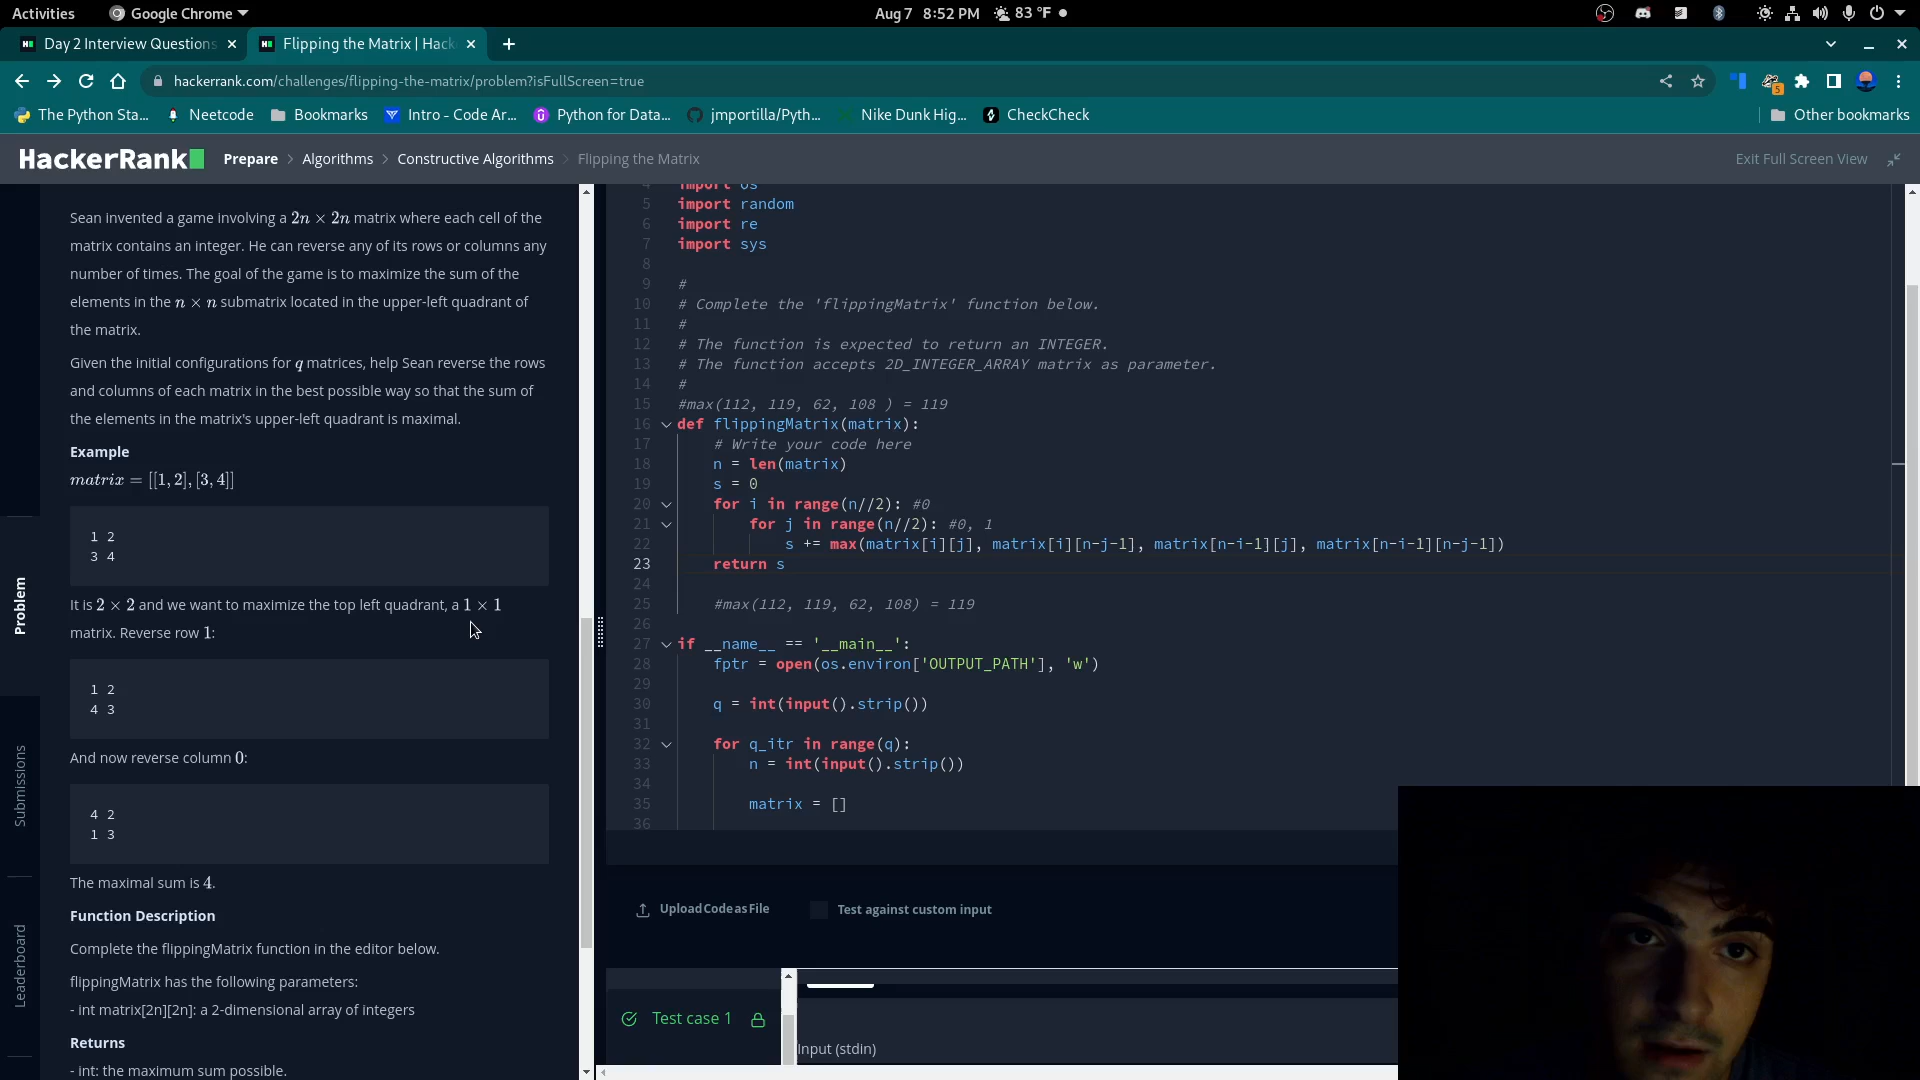 Activities
Google Chrome
Aug 7 8:52 PM
83 °F
Day 2 Interview Questions
Flipping the Matrix | Hack
hackerrank.com/challenges/flipping-the-matrix/problem?isFullScreen=true
5
The Python Sta...
Neetcode
Bookmarks
Intro - Code Ar...
Python for Data...
jmportilla/Pyth...
Nike Dunk Hig...
CheckCheck
Other bookmarks
HackerRank
Prepare > Algorithms > Constructive Algorithms > Flipping the Matrix
Exit Full Screen View
Problem
Submissions
Leaderboard
Sean invented a game involving a 2n × 2n matrix where each cell of the
matrix contains an integer. He can reverse any of its rows or columns any
number of times. The goal of the game is to maximize the sum of the
elements in the n × n submatrix located in the upper-left quadrant of
the matrix.
Given the initial configurations for q matrices, help Sean reverse the rows
and columns of each matrix in the best possible way so that the sum of
the elements in the matrix's upper-left quadrant is maximal.
Example
matrix = [[1, 2], [3, 4]]
1 2
3 4
It is 2 × 2 and we want to maximize the top left quadrant, a 1 × 1
matrix. Reverse row 1:
1 2
4 3
And now reverse column 0:
4 2
1 3
The maximal sum is 4.
Function Description
Complete the flippingMatrix function in the editor below.
flippingMatrix has the following parameters:
- int matrix[2n][2n]: a 2-dimensional array of integers
Returns
- int: the maximum sum possible.
4 import os
5 import random
6 import re
7 import sys
8
9 #
10 # Complete the 'flippingMatrix' function below.
11 #
12 # The function is expected to return an INTEGER.
13 # The function accepts 2D_INTEGER_ARRAY matrix as parameter.
14 #
15 #max(112, 119, 62, 108 ) = 119
16 def flippingMatrix(matrix):
17 # Write your code here
18 n = len(matrix)
19 s = 0
20 for i in range(n//2): #0
21 for j in range(n//2): #0, 1
22 s += max(matrix[i][j], matrix[i][n-j-1], matrix[n-i-1][j], matrix[n-i-1][n-j-1])
23 return s
24
25 #max(112, 119, 62, 108) = 119
26
27 if __name__ == '__main__':
28 fptr = open(os.environ['OUTPUT_PATH'], 'w')
29
30 q = int(input().strip())
31
32 for q_itr in range(q):
33 n = int(input().strip())
34
35 matrix = []
36
Upload Code as File
Test against custom input
Test case 1
Input (stdin)